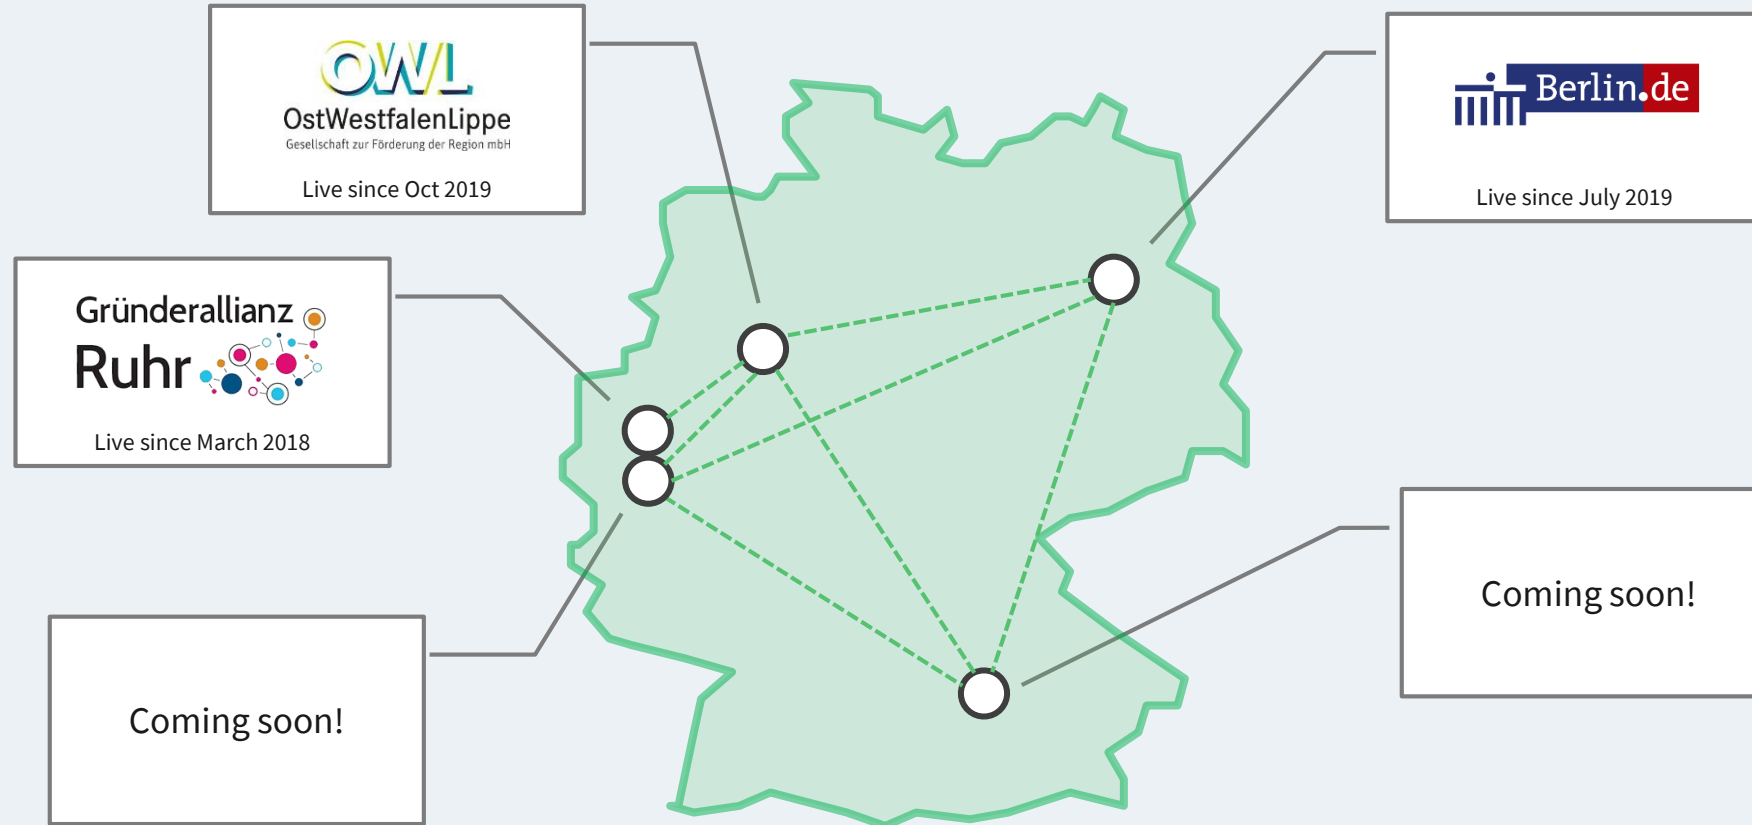 OWL
OstWestfalenLippe
Gesellschaft zur Förderung der Region mbH
Live since Oct 2019
Berlin.de
Live since July 2019
Gründerallianz
Ruhr
Live since March 2018
Coming soon!
Coming soon!